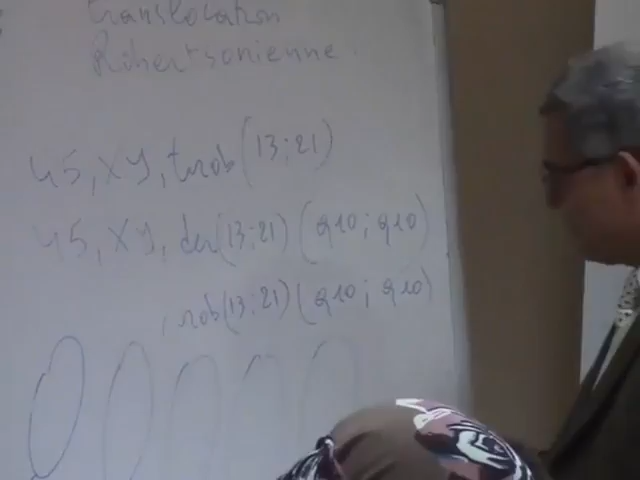 translocation
Robertsonienne.
45, XY, trob(13;21)
45, XY, der(13;21)(q10;q10)
, rob(13;21)(q10;q10)